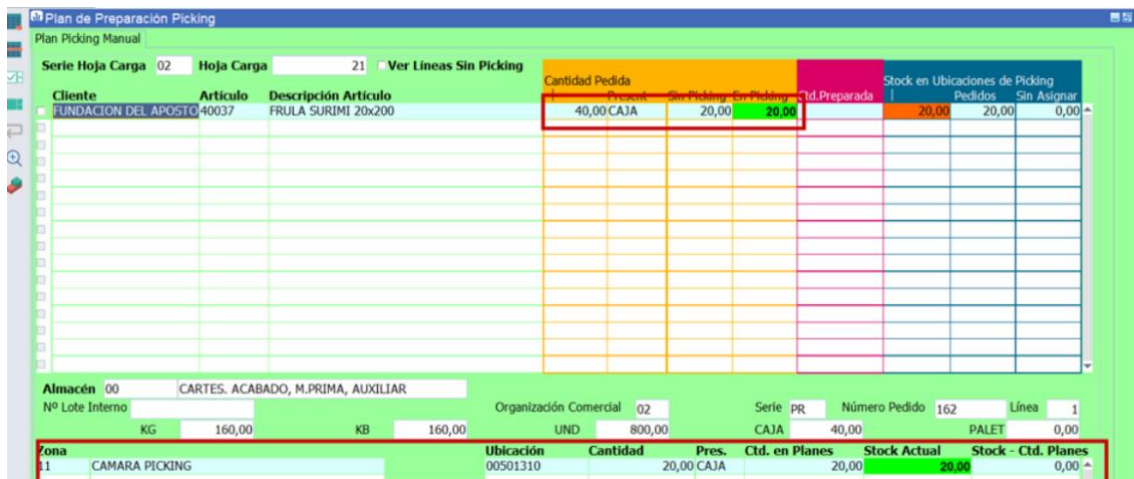 Plan de Preparación Picking
Plan Picking Manual
Serie Hoja Carga 02 Hoja Carga 21 Ver Líneas Sin Picking
Cantidad Pedida Stock en Ubicaciones de Picking
Cliente Artículo Descripción Artículo Present Sin Picking En Picking Ctd.Preparada Pedidos Sin Asignar
FUNDACION DEL APOSTO 40037 FRULA SURIMI 20x200 40,00 CAJA 20,00 20,00 20,00 20,00 0,00
Almacén 00 CARTES. ACABADO, M.PRIMA, AUXILIAR
Nº Lote Interno Organización Comercial 02 Serie PR Número Pedido 162 Línea 1
KG 160,00 KB 160,00 UND 800,00 CAJA 40,00 PALET 0,00
Zona Ubicación Cantidad Pres. Ctd. en Planes Stock Actual Stock - Ctd. Planes
11 CAMARA PICKING 00501310 20,00 CAJA 20,00 20,00 0,00